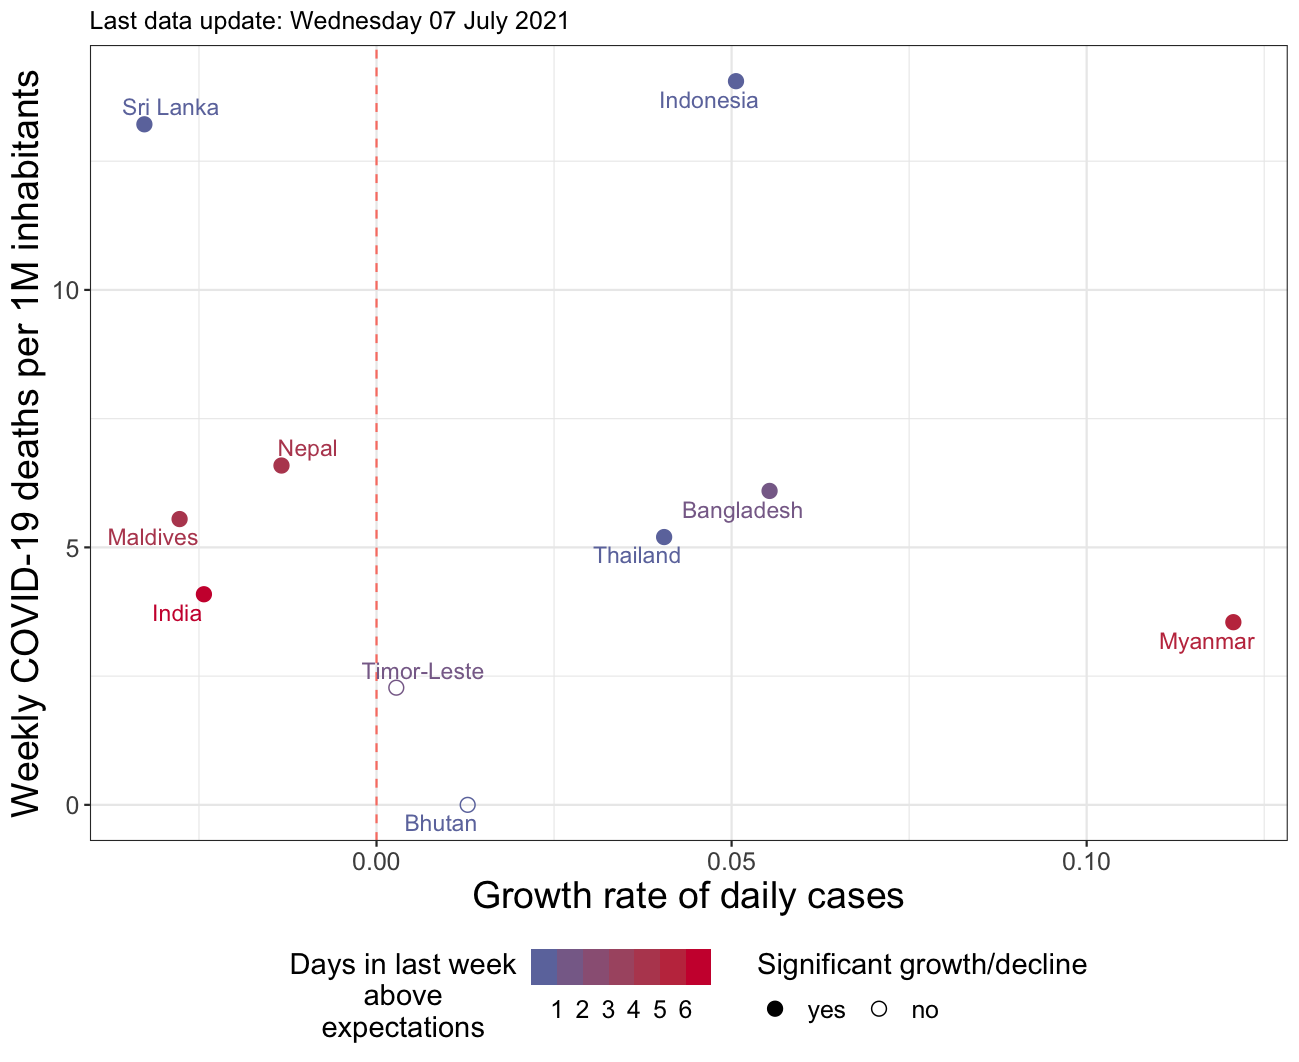 Last data update: Wednesday 07 July 2021
Weekly COVID-19 deaths per 1M inhabitants
Sri Lanka
Indonesia
10
Nepal
Maldives
Bangladesh
5
Thailand
India
Myanmar
Timor-Leste
0
Bhutan
0.00 0.05 0.10
Growth rate of daily cases
Days in last week
above
expectations
1 2 3 4 5 6
Significant growth/decline
yes no